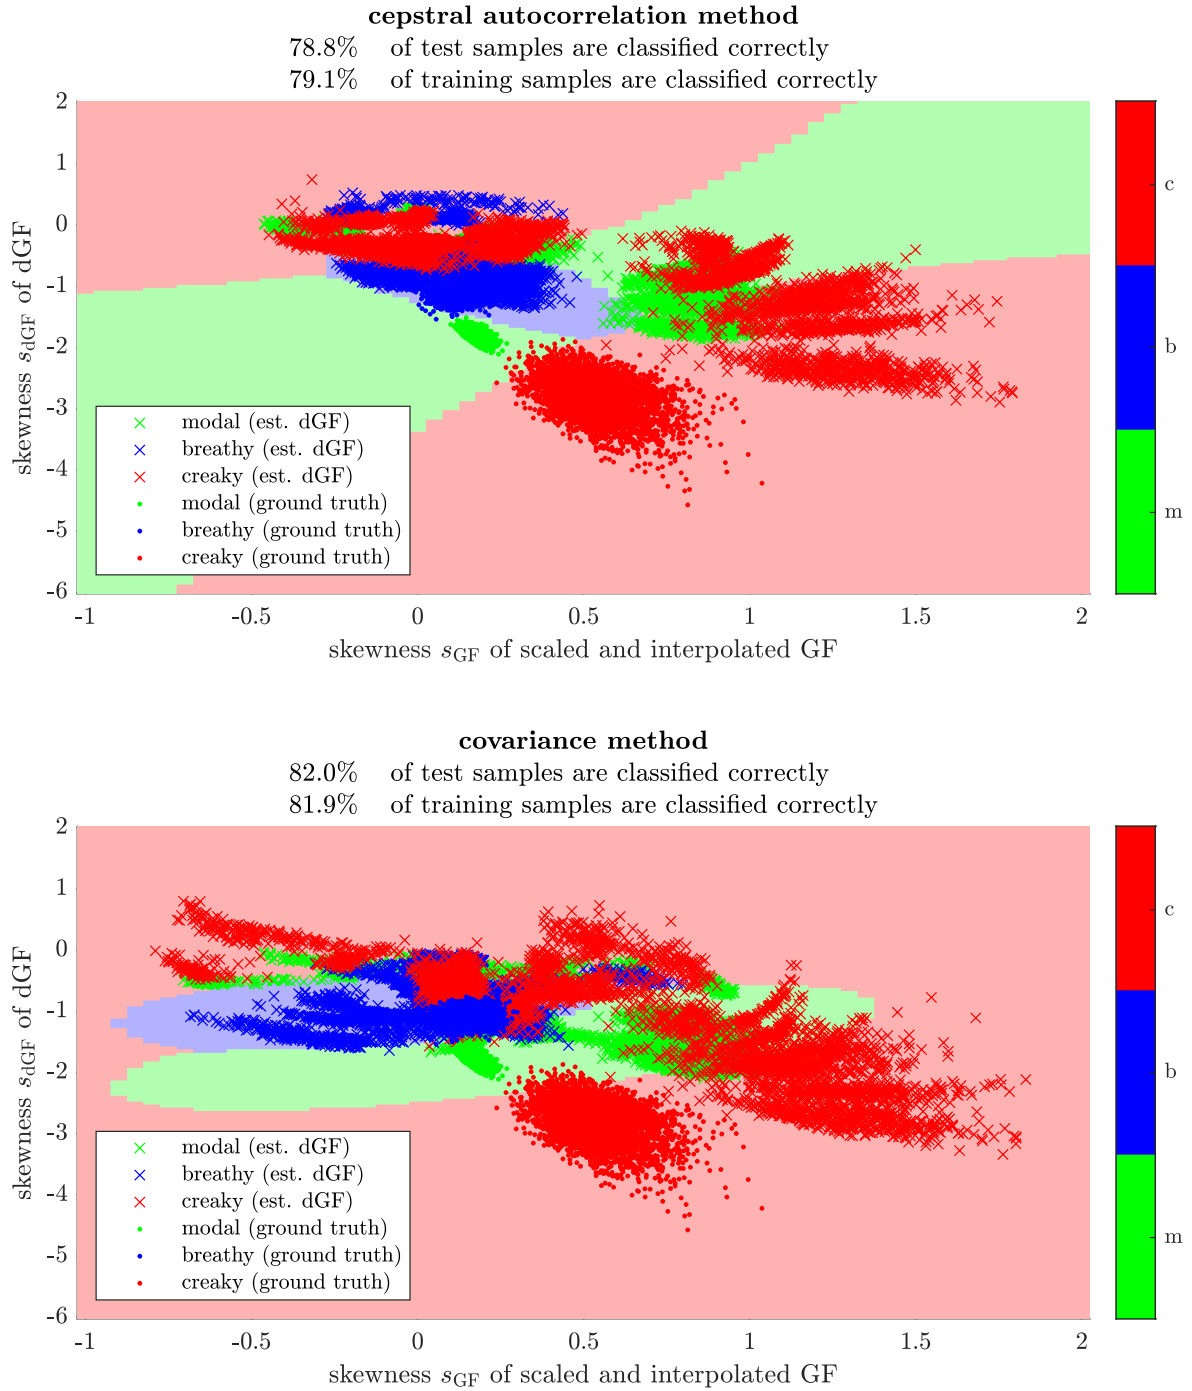 cepstral autocorrelation method
78.8% of test samples are classified correctly
79.1% of training samples are classified correctly
2
1
0
-1
-2
-3
-4
-5
-6
skewness sdGF of dGF
modal (est. dGF)
breathy (est. dGF)
creaky (est. dGF)
modal (ground truth)
breathy (ground truth)
creaky (ground truth)
c
b
m
-1 -0.5 0 0.5 1 1.5 2
skewness sGF of scaled and interpolated GF
covariance method
82.0% of test samples are classified correctly
81.9% of training samples are classified correctly
2
1
0
-1
-2
-3
-4
-5
-6
skewness sdGF of dGF
modal (est. dGF)
breathy (est. dGF)
creaky (est. dGF)
modal (ground truth)
breathy (ground truth)
creaky (ground truth)
c
b
m
-1 -0.5 0 0.5 1 1.5 2
skewness sGF of scaled and interpolated GF